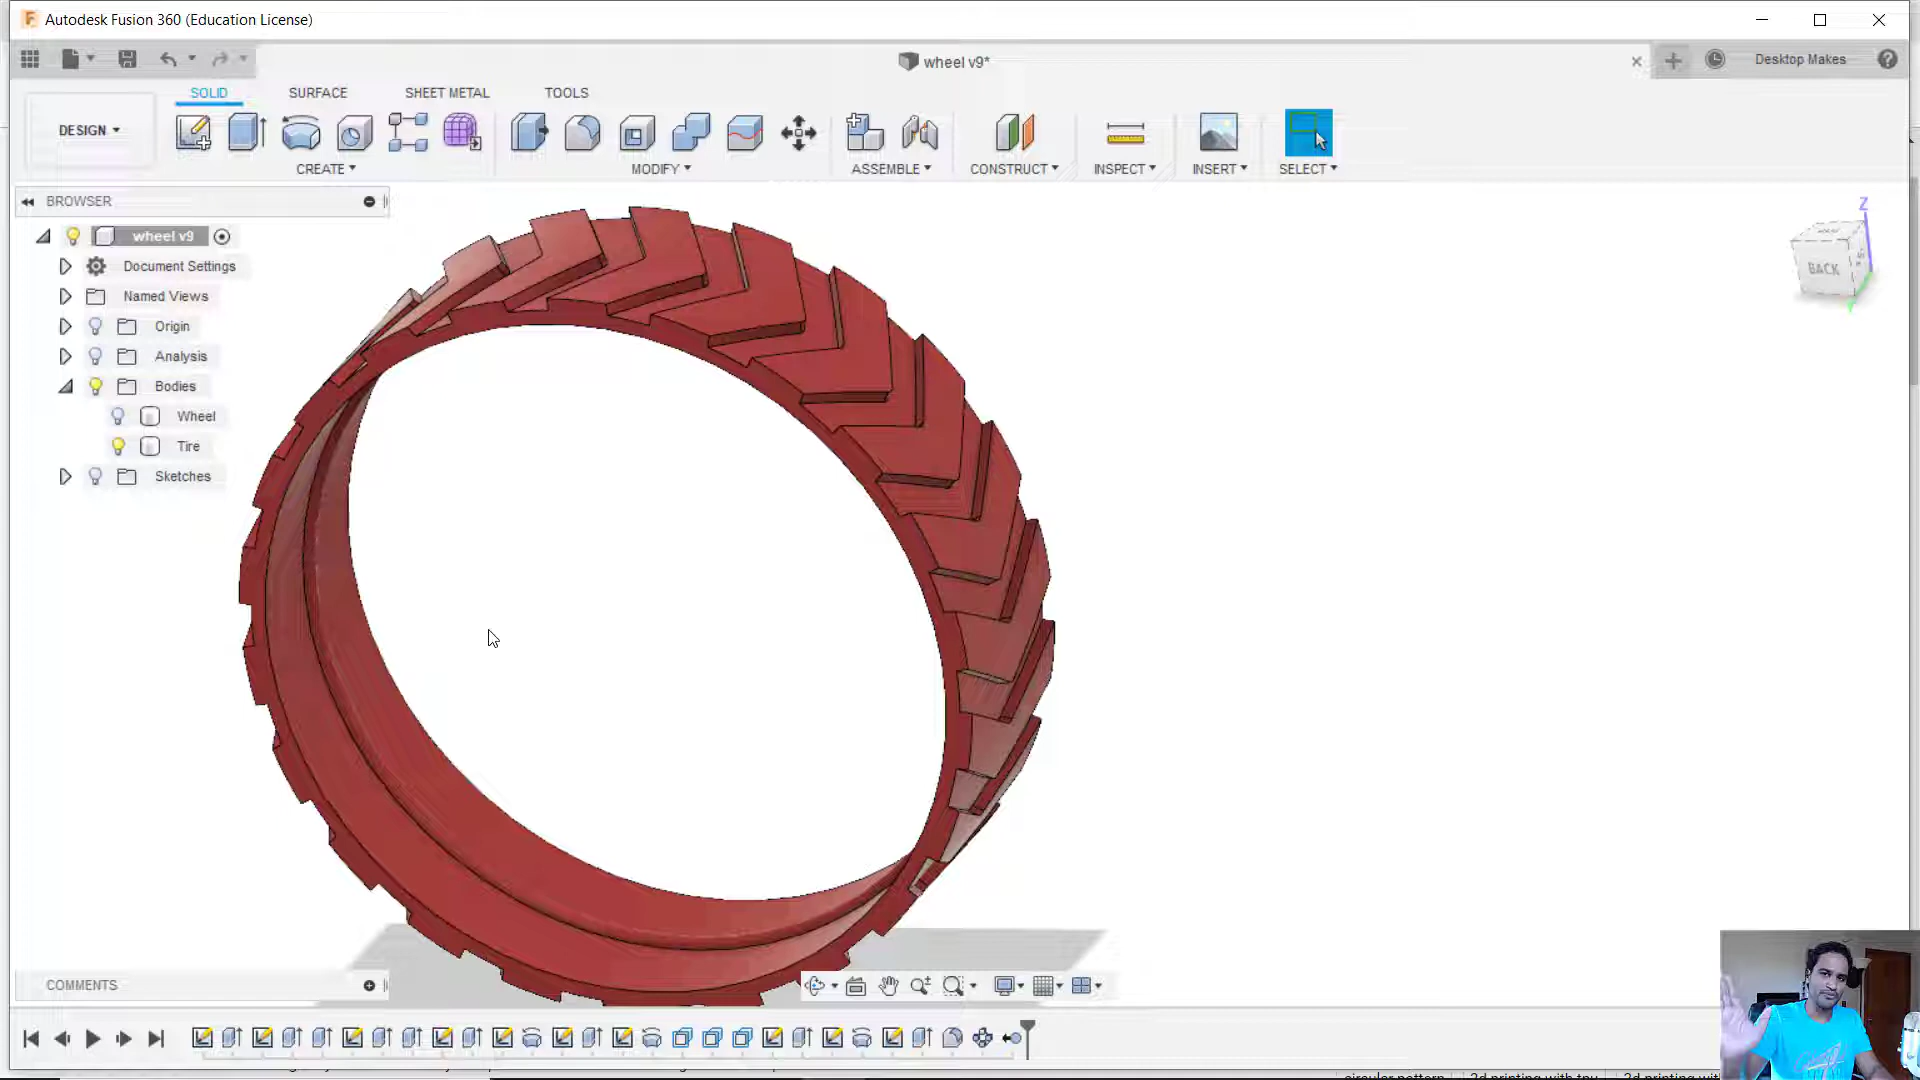 Autodesk Fusion 360 (Education License)
wheel v9*
Desktop Makes
SOLID
SURFACE
SHEET METAL
TOOLS
DESIGN
CREATE
MODIFY
ASSEMBLE
CONSTRUCT
INSPECT
INSERT
SELECT
BROWSER
wheel v9
Document Settings
Named Views
Origin
Analysis
Bodies
Wheel
Tire
Sketches
Z
BACK
COMMENTS